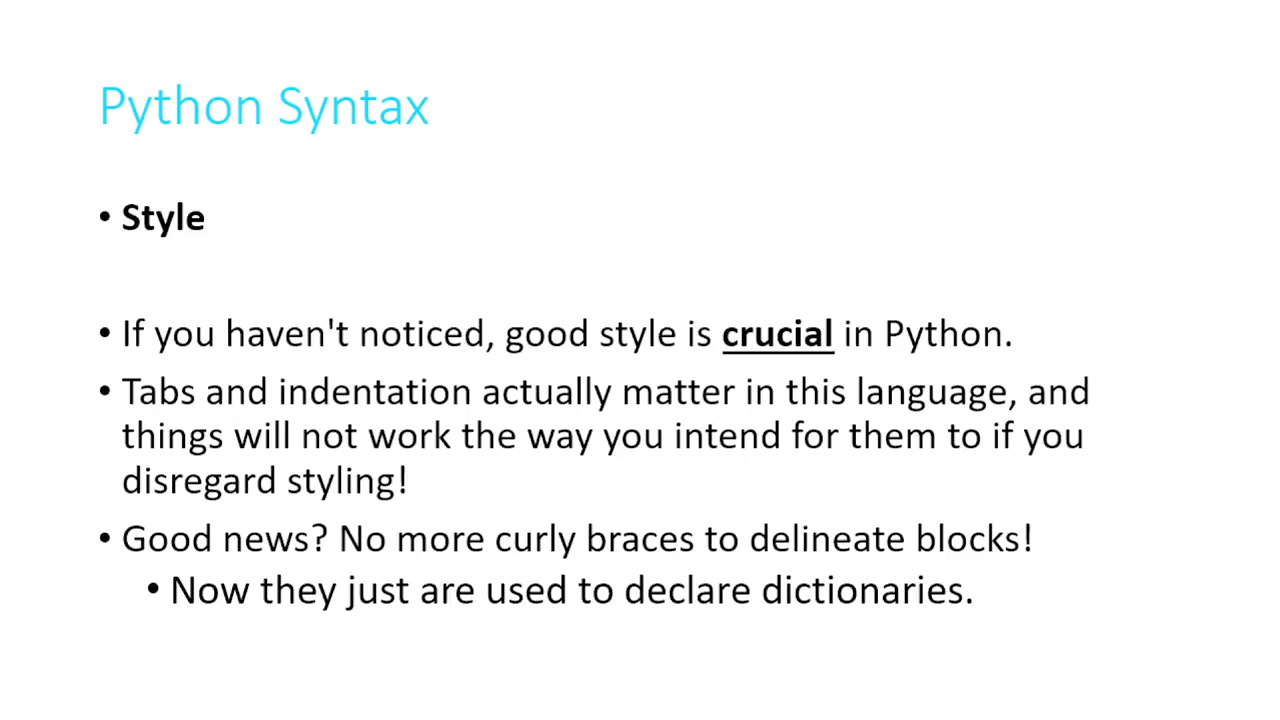 Python Syntax
• Style
• If you haven't noticed, good style is crucial in Python.
• Tabs and indentation actually matter in this language, and
things will not work the way you intend for them to if you
disregard styling!
• Good news? No more curly braces to delineate blocks!
• Now they just are used to declare dictionaries.